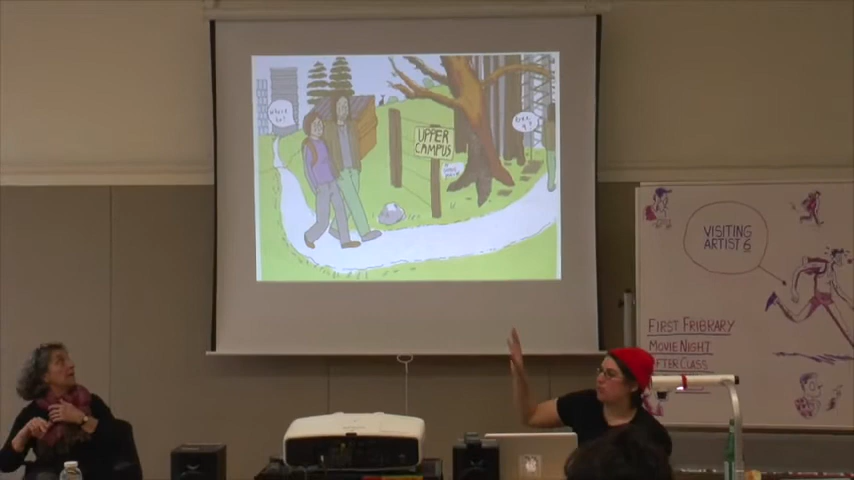 UPPER
CAMPUS
VISITING
ARTIST 6
FIRST FRIBRARY
MOVIE NIGHT
AFTER CLASS